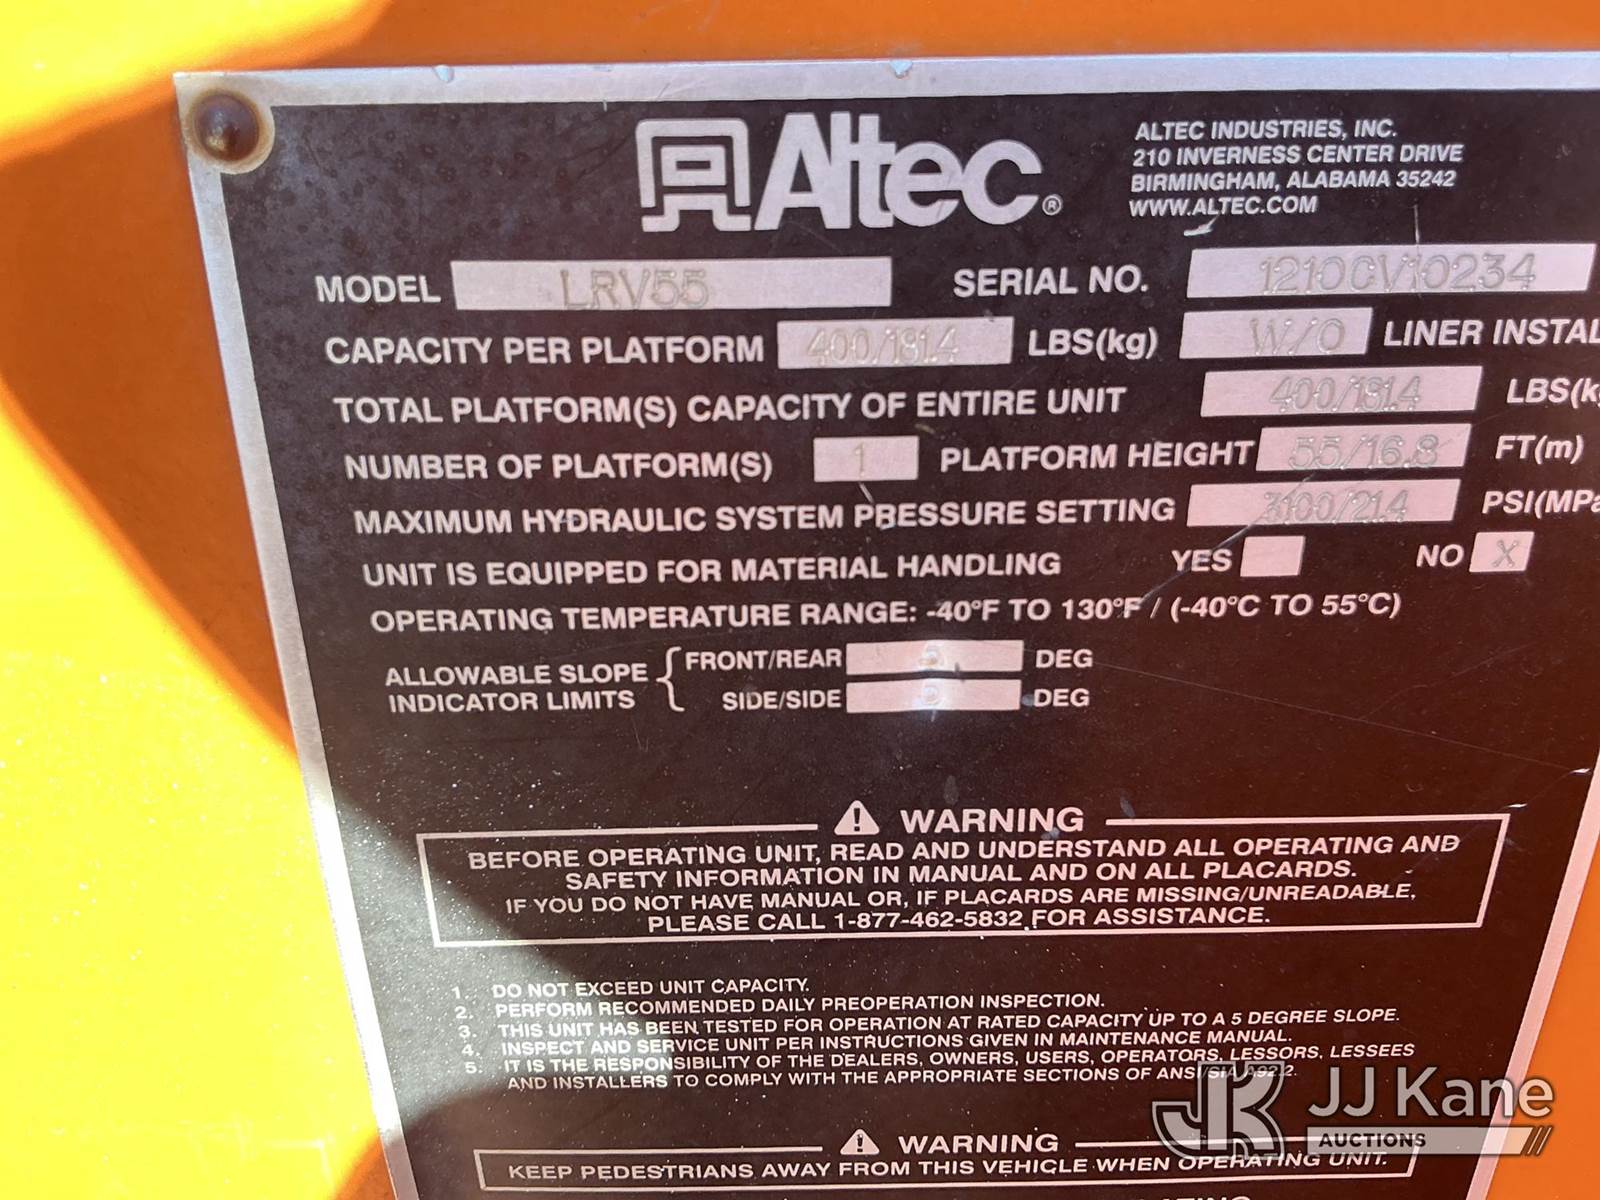 Altec®
ALTEC INDUSTRIES, INC.
210 INVERNESS CENTER DRIVE
BIRMINGHAM, ALABAMA 35242
WWW.ALTEC.COM
MODEL LRV55 SERIAL NO. 1210CV10234
CAPACITY PER PLATFORM 400/181.4 LBS(kg) W/O LINER INSTAL
TOTAL PLATFORM(S) CAPACITY OF ENTIRE UNIT 400/181.4 LBS(kg
NUMBER OF PLATFORM(S) 1 PLATFORM HEIGHT 55/16.8 FT(m)
MAXIMUM HYDRAULIC SYSTEM PRESSURE SETTING 3100/21.4 PSI(MPa
UNIT IS EQUIPPED FOR MATERIAL HANDLING YES NO X
OPERATING TEMPERATURE RANGE: -40°F TO 130°F / (-40°C TO 55°C)
ALLOWABLE SLOPE INDICATOR LIMITS
FRONT/REAR 5 DEG
SIDE/SIDE 5 DEG
WARNING
BEFORE OPERATING UNIT, READ AND UNDERSTAND ALL OPERATING AND
SAFETY INFORMATION IN MANUAL AND ON ALL PLACARDS.
IF YOU DO NOT HAVE MANUAL OR, IF PLACARDS ARE MISSING/UNREADABLE,
PLEASE CALL 1-877-462-5832 FOR ASSISTANCE.
1. DO NOT EXCEED UNIT CAPACITY.
2. PERFORM RECOMMENDED DAILY PREOPERATION INSPECTION.
3. THIS UNIT HAS BEEN TESTED FOR OPERATION AT RATED CAPACITY UP TO A 5 DEGREE SLOPE.
4. INSPECT AND SERVICE UNIT PER INSTRUCTIONS GIVEN IN MAINTENANCE MANUAL.
5. IT IS THE RESPONSIBILITY OF THE DEALERS, OWNERS, USERS, OPERATORS, LESSORS, LESSEES
AND INSTALLERS TO COMPLY WITH THE APPROPRIATE SECTIONS OF ANSI/SIA A92.2.
JK JJ Kane
AUCTIONS
WARNING
KEEP PEDESTRIANS AWAY FROM THIS VEHICLE WHEN OPERATING UNIT.